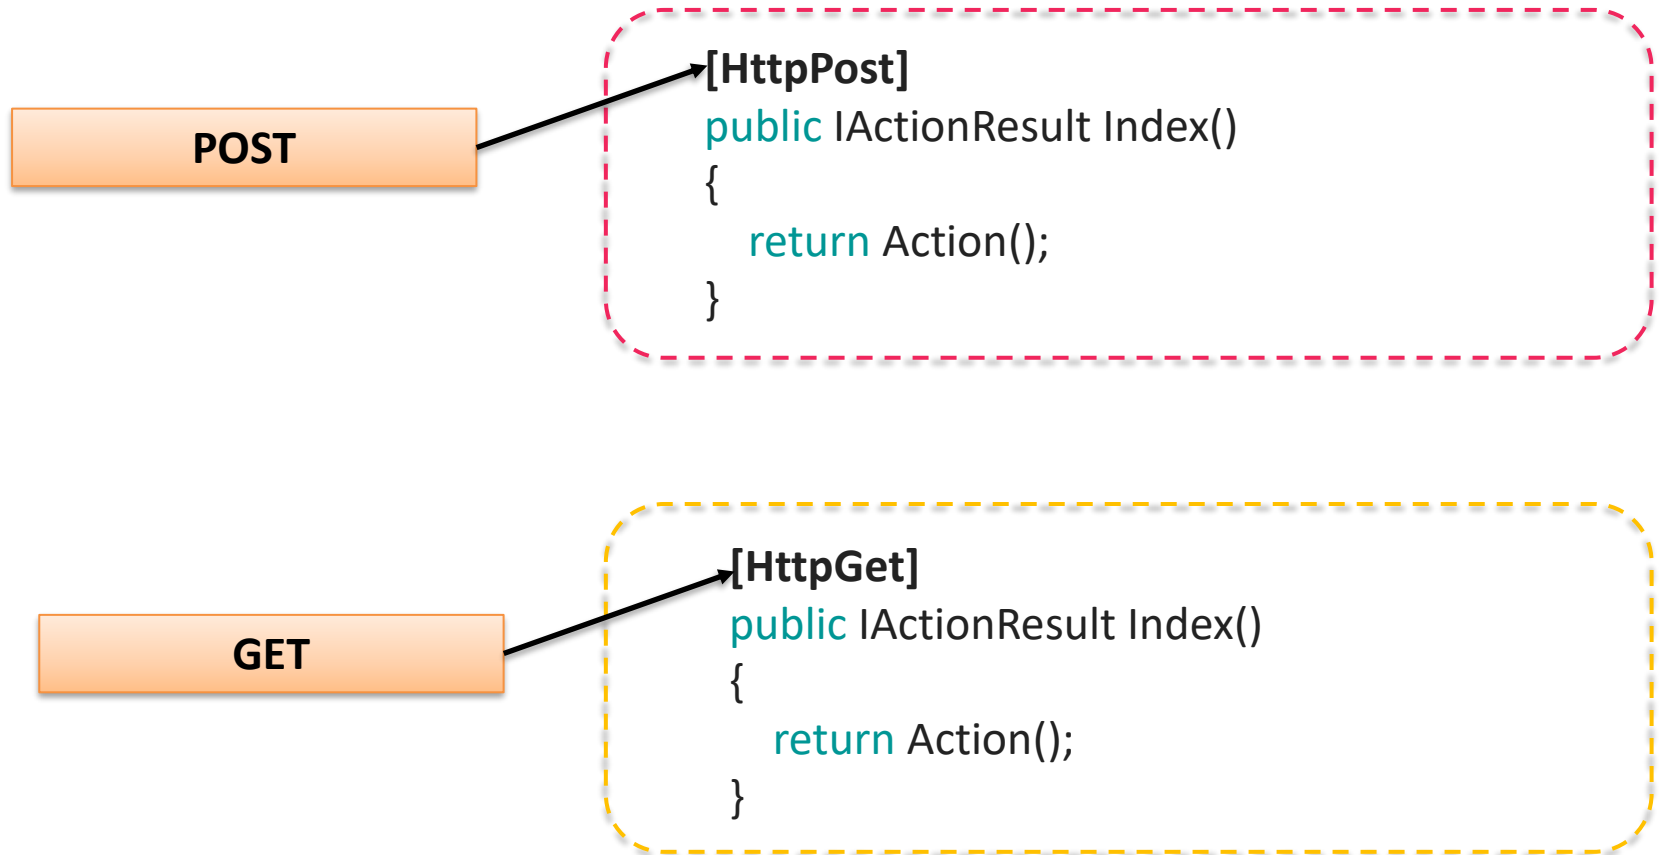 POST
[HttpPost]
public IActionResult Index()
{
return Action();
}
GET
[HttpGet]
public IActionResult Index()
{
return Action();
}